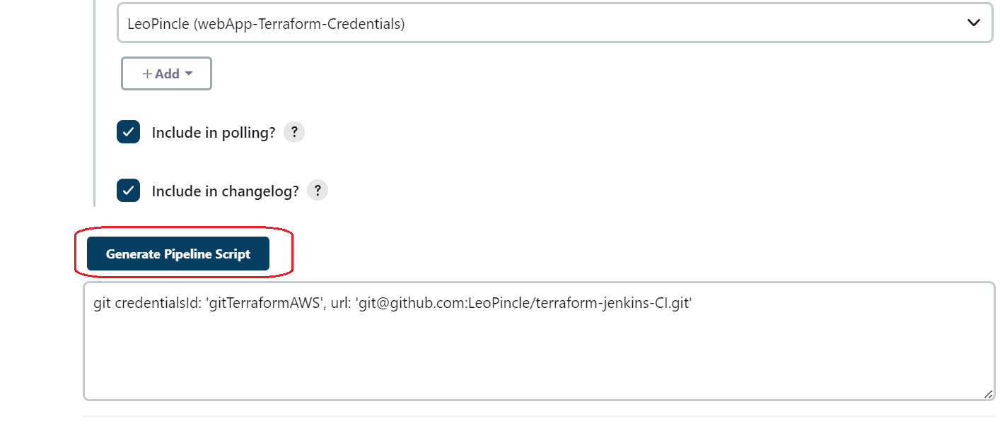 LeoPincle (webApp-Terraform-Credentials)
+ Add
Include in polling? ?
Include in changelog? ?
Generate Pipeline Script
git credentialsId: 'gitTerraformAWS', url: 'git@github.com:LeoPincle/terraform-jenkins-CI.git'